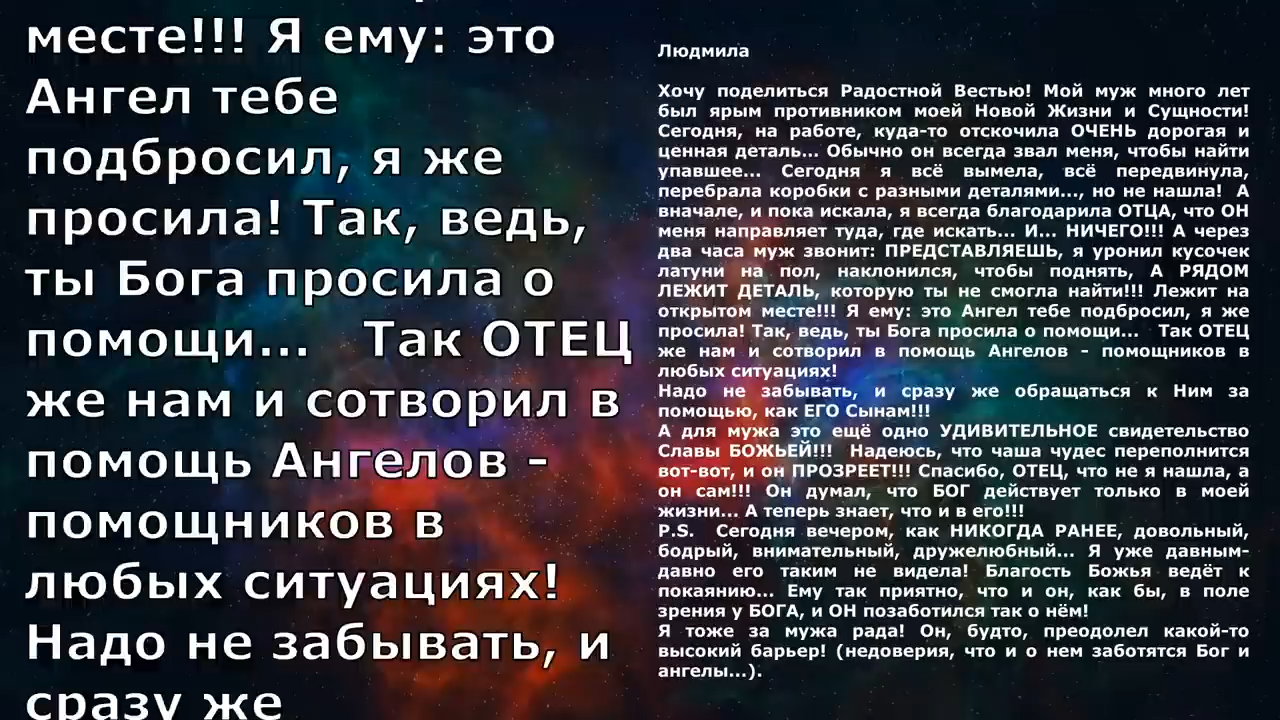 месте!!! Я ему: это
Ангел тебе
подбросил, я же
просила! Так, ведь,
ты Бога просила о
помощи... Так ОТЕЦ
же нам и сотворил в
помощь Ангелов -
помощников в
любых ситуациях!
Надо не забывать, и
сразу же
Людмила
Хочу поделиться Радостной Вестью! Мой муж много лет
был ярым противником моей Новой Жизни и Сущности!
Сегодня, на работе, куда-то отскочила ОЧЕНЬ дорогая и
ценная деталь... Обычно он всегда звал меня, чтобы найти
упавшее... Сегодня я всё вымела, всё передвинула,
перебрала коробки с разными деталями..., но не нашла! А
вначале, и пока искала, я всегда благодарила ОТЦА, что ОН
меня направляет туда, где искать... И... НИЧЕГО!!! А через
два часа муж звонит: ПРЕДСТАВЛЯЕШЬ, я уронил кусочек
латуни на пол, наклонился, чтобы поднять, А РЯДОМ
ЛЕЖИТ ДЕТАЛЬ, которую ты не смогла найти!!! Лежит на
открытом месте!!! Я ему: это Ангел тебе подбросил, я же
просила! Так, ведь, ты Бога просила о помощи... Так ОТЕЦ
же нам и сотворил в помощь Ангелов - помощников в
любых ситуациях!
Надо не забывать, и сразу же обращаться к Ним за
помощью, как ЕГО Сынам!!!
А для мужа это ещё одно УДИВИТЕЛЬНОЕ свидетельство
Славы БОЖЬЕЙ!!! Надеюсь, что чаша чудес переполнится
вот-вот, и он ПРОЗРЕЕТ!!! Спасибо, ОТЕЦ, что не я нашла, а
он сам!!! Он думал, что БОГ действует только в моей
жизни... А теперь знает, что и в его!!!
P.S. Сегодня вечером, как НИКОГДА РАНЕЕ, довольный,
бодрый, внимательный, дружелюбный... Я уже давным-
давно его таким не видела! Благость Божья ведёт к
покаянию... Ему так приятно, что и он, как бы, в поле
зрения у БОГА, и ОН позаботился так о нём!
Я тоже за мужа рада! Он, будто, преодолел какой-то
высокий барьер! (недоверия, что и о нем заботятся Бог и
ангелы...).